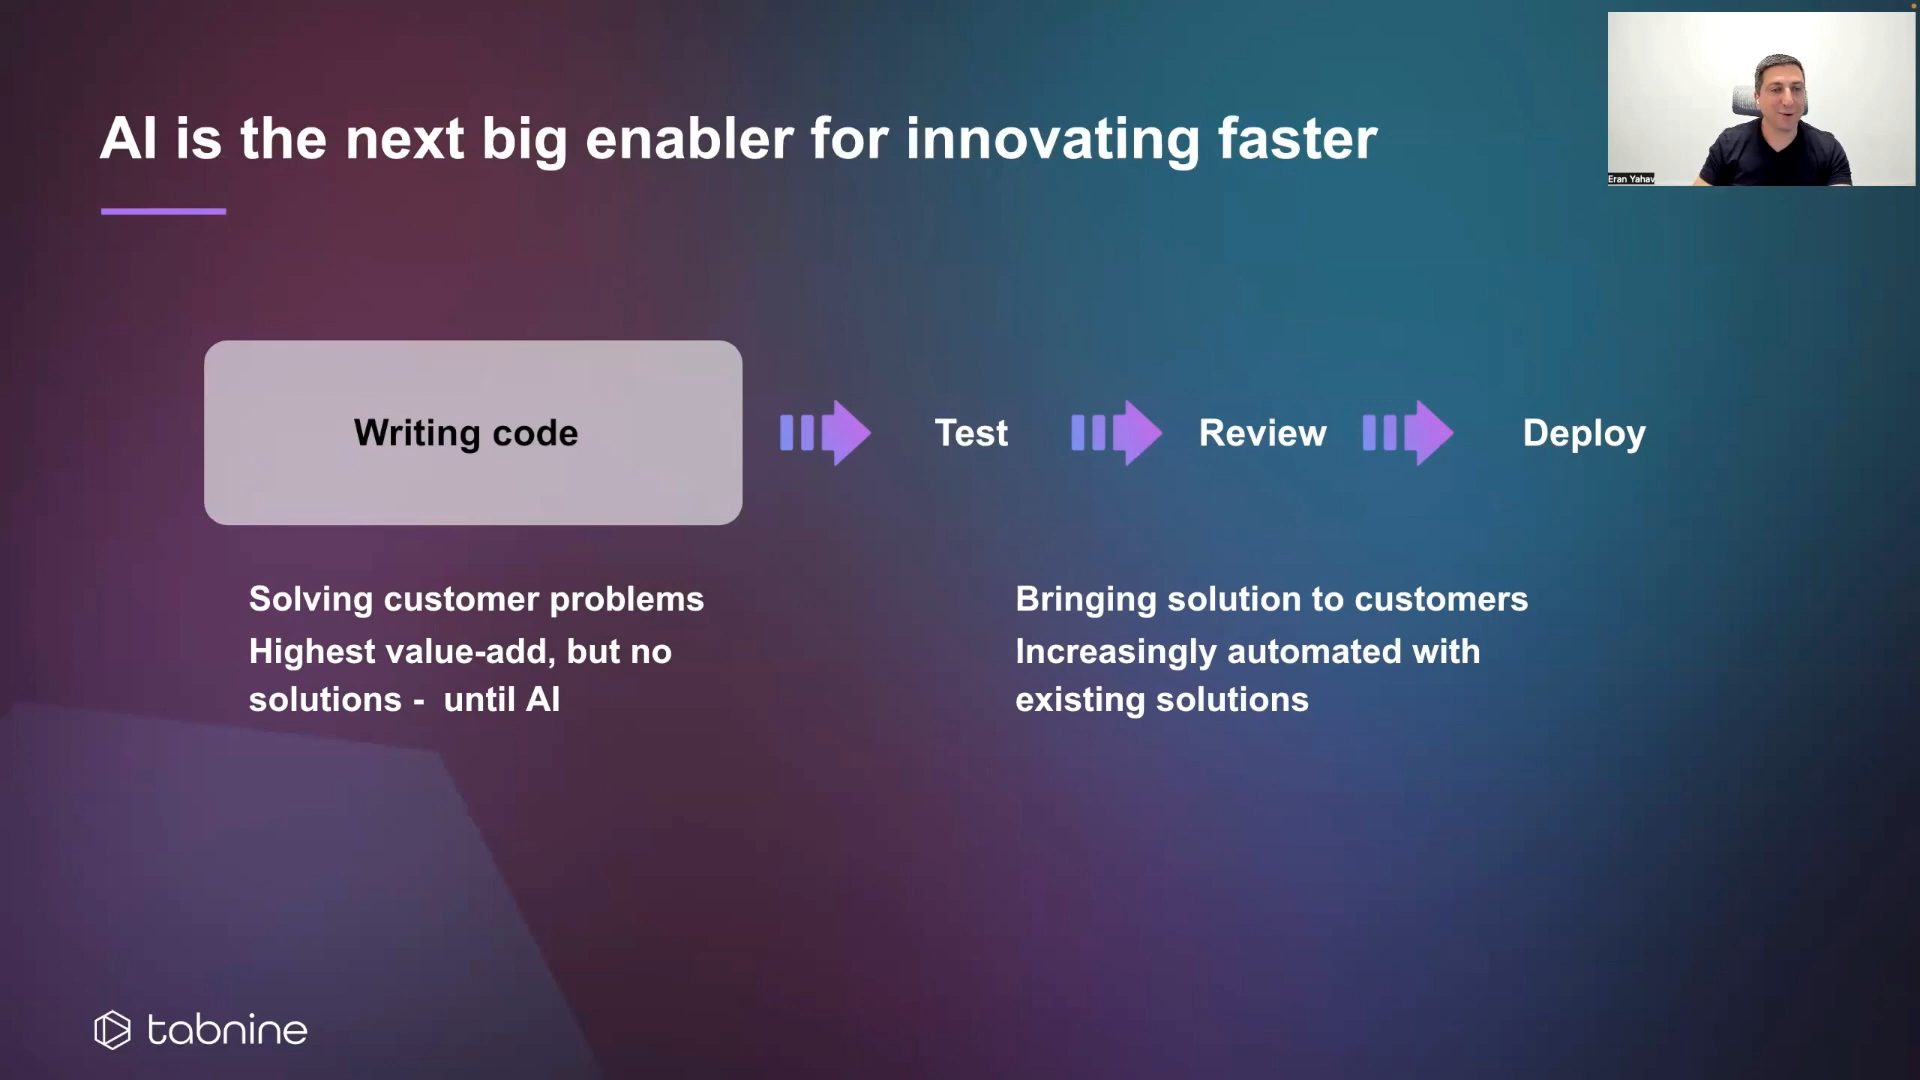 AI is the next big enabler for innovating faster
Eran Yahav
Writing code
Test
Review
Deploy
Solving customer problems
Highest value-add, but no
solutions -  until AI
Bringing solution to customers
Increasingly automated with
existing solutions
tabnine